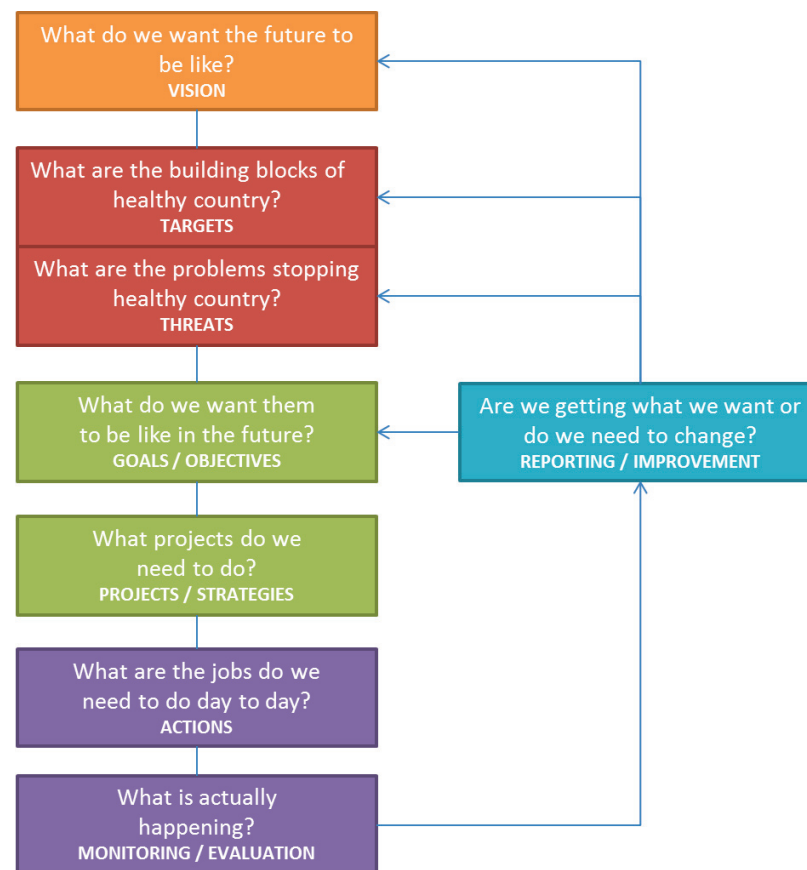 What do we want the future to
be like?
VISION
What are the building blocks of
healthy country?
TARGETS
What are the problems stopping
healthy country?
THREATS
What do we want them
to be like in the future?
GOALS / OBJECTIVES
Are we getting what we want or
do we need to change?
REPORTING / IMPROVEMENT
What projects do we
need to do?
PROJECTS / STRATEGIES
What are the jobs do we
need to do day to day?
ACTIONS
What is actually
happening?
MONITORING / EVALUATION